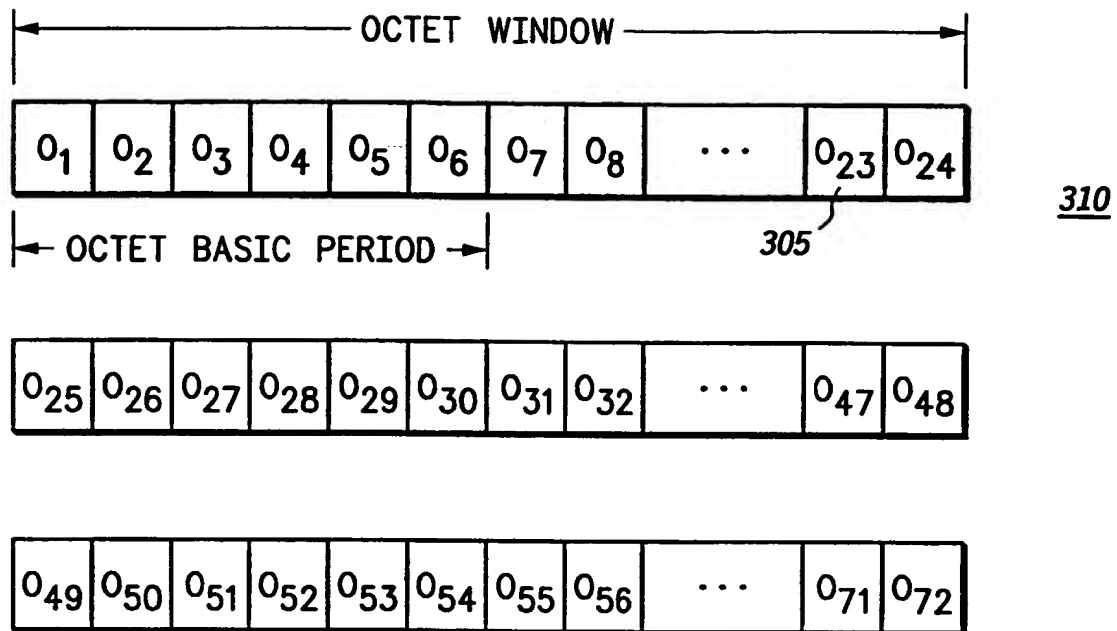 OCTET WINDOW
O₁ O₂ O₃ O₄ O₅ O₆ O₇ O₈ ... O₂₃ O₂₄
310
OCTET BASIC PERIOD
305
O₂₅ O₂₆ O₂₇ O₂₈ O₂₉ O₃₀ O₃₁ O₃₂ ... O₄₇ O₄₈
O₄₉ O₅₀ O₅₁ O₅₂ O₅₃ O₅₄ O₅₅ O₅₆ ... O₇₁ O₇₂